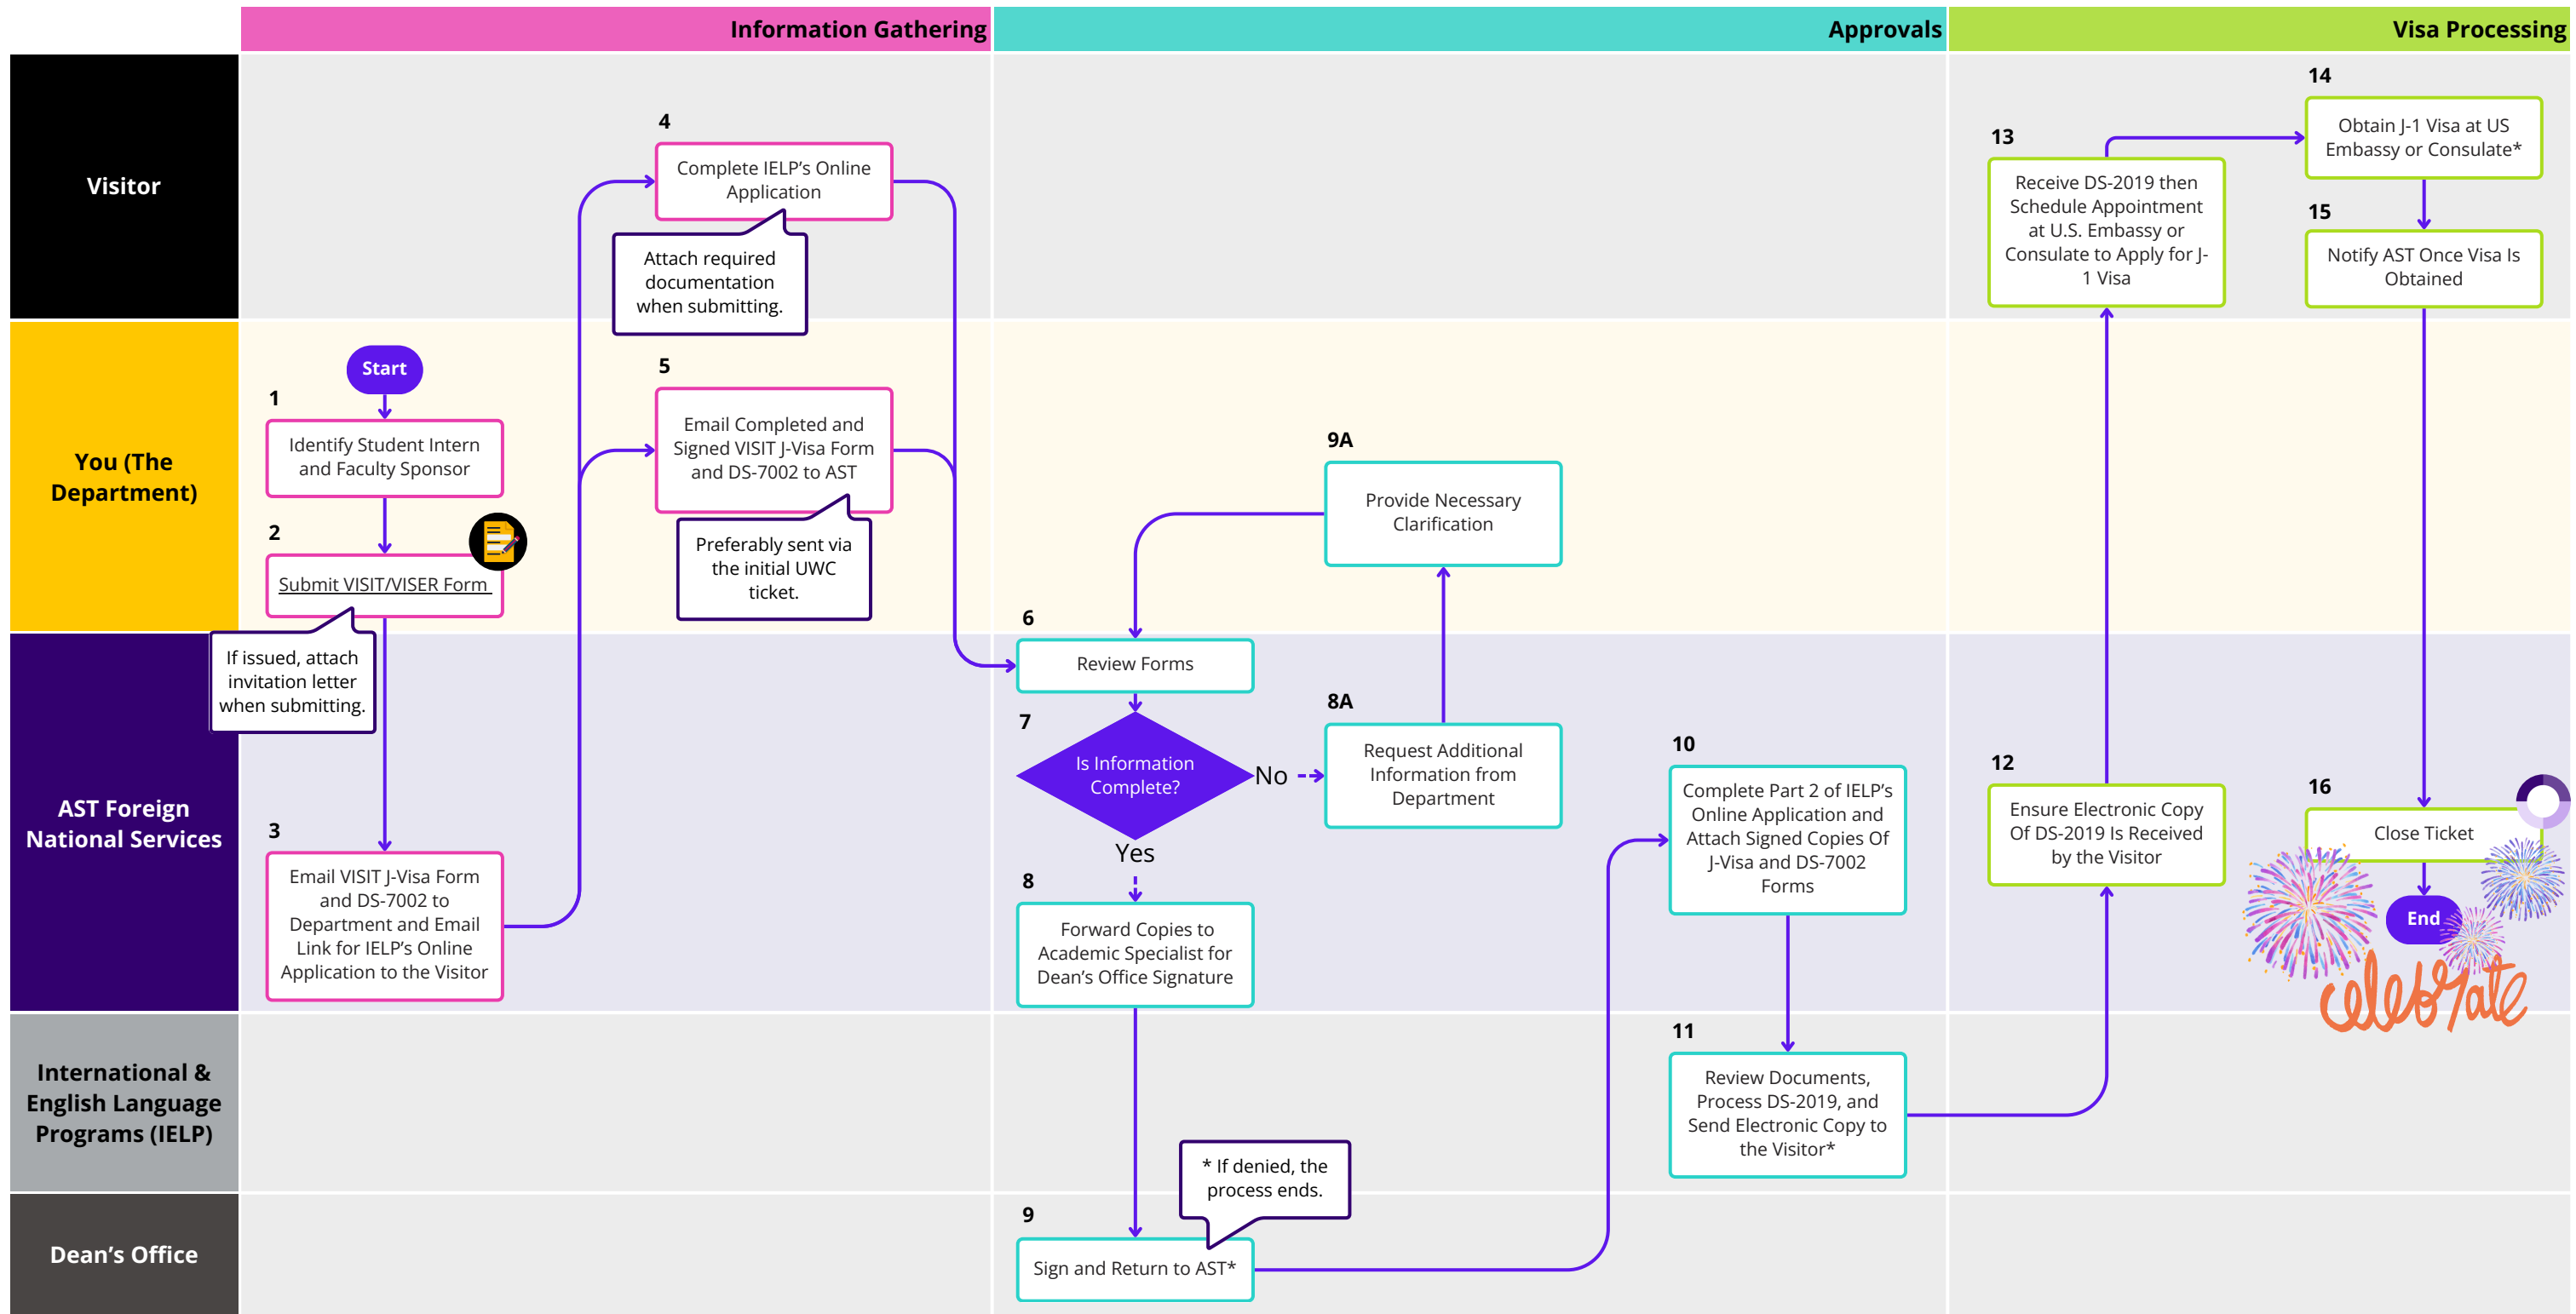 Information Gathering
Approvals
Visa Processing
Visitor
4
Complete IELP’s Online
Application
Attach required
documentation
when submitting.
13
Receive DS-2019 then
Schedule Appointment
at U.S. Embassy or
Consulate to Apply for J-
1 Visa
14
Obtain J-1 Visa at US
Embassy or Consulate*
15
Notify AST Once Visa Is
Obtained
You (The
Department)
Start
1
Identify Student Intern
and Faculty Sponsor
2
Submit VISIT/VISER Form
If issued, attach
invitation letter
when submitting.
5
Email Completed and
Signed VISIT J-Visa Form
and DS-7002 to AST
Preferably sent via
the initial UWC
ticket.
9A
Provide Necessary
Clarification
AST Foreign
National Services
3
Email VISIT J-Visa Form
and DS-7002 to
Department and Email
Link for IELP’s Online
Application to the Visitor
6
Review Forms
7
Is Information
Complete?
No
Yes
8A
Request Additional
Information from
Department
8
Forward Copies to
Academic Specialist for
Dean’s Office Signature
10
Complete Part 2 of IELP’s
Online Application and
Attach Signed Copies Of
J-Visa and DS-7002
Forms
12
Ensure Electronic Copy
Of DS-2019 Is Received
by the Visitor
16
Close Ticket
End
celebrate
International &
English Language
Programs (IELP)
11
Review Documents,
Process DS-2019, and
Send Electronic Copy to
the Visitor*
Dean’s Office
* If denied, the
process ends.
9
Sign and Return to AST*